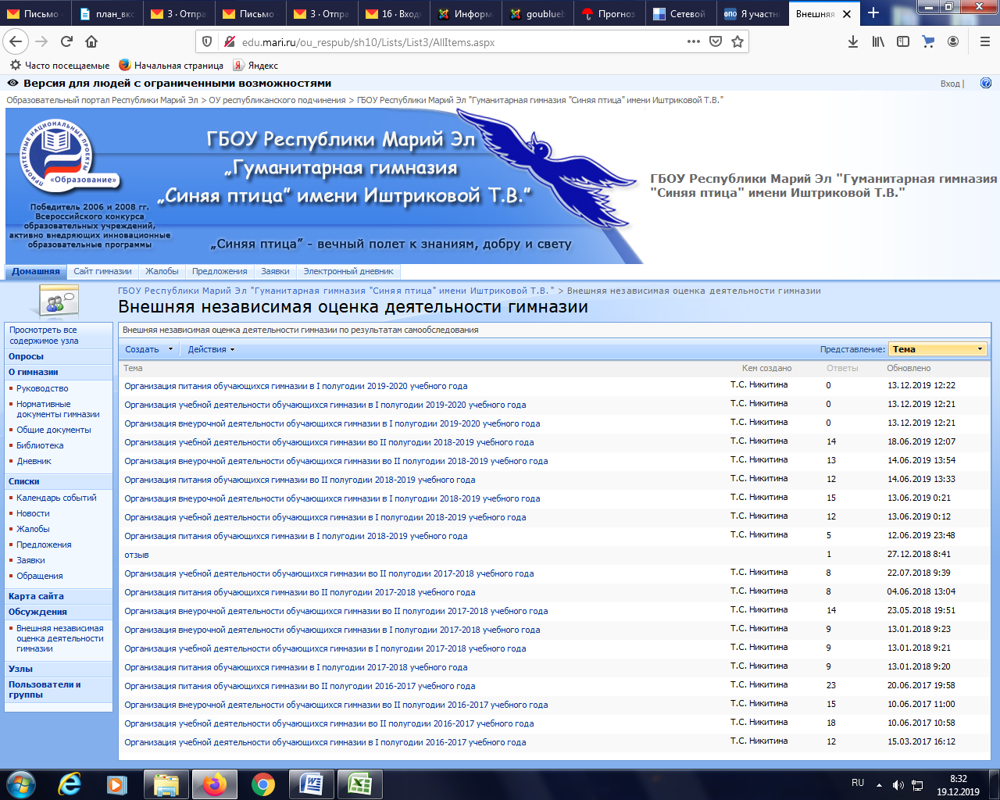 Письмо
план_вко
3 · Отпра
Письмо
3 · Отпра
16 · Вход
Информ
goublueb
Прогноз
Сетевой
Я участн
Внешняя
edu.mari.ru/ou_respub/sh10/Lists/List3/AllItems.aspx
Часто посещаемые Начальная страница Яндекс
Версия для людей с ограниченными возможностями
Вход |
Образовательный портал Республики Марий Эл > ОУ республиканского подчинения > ГБОУ Республики Марий Эл "Гуманитарная гимназия "Синяя птица" имени Иштриковой Т.В."
ПРИОРИТЕТНЫЕ НАЦИОНАЛЬНЫЕ ПРОЕКТЫ
«Образование»
Победитель 2006 и 2008 гг.
Всероссийского конкурса
образовательных учреждений,
активно внедряющих инновационные
образовательные программы
ГБОУ Республики Марий Эл
„Гуманитарная гимназия
„Синяя птица” имени Иштриковой Т.В.”
„Синяя птица” - вечный полет к знаниям, добру и свету
ГБОУ Республики Марий Эл "Гуманитарная гимназия
"Синяя птица" имени Иштриковой Т.В."
Домашняя Сайт гимназии Жалобы Предложения Заявки Электронный дневник
ГБОУ Республики Марий Эл "Гуманитарная гимназия "Синяя птица" имени Иштриковой Т.В." > Внешняя независимая оценка деятельности гимназии
Внешняя независимая оценка деятельности гимназии
Просмотреть все
содержимое узла
Опросы
О гимназии
Руководство
Нормативные
документы гимназии
Общие документы
Библиотека
Дневник
Списки
Календарь событий
Новости
Жалобы
Предложения
Заявки
Обращения
Карта сайта
Обсуждения
Внешняя независимая
оценка деятельности
гимназии
Узлы
Пользователи и
группы
Внешняя независимая оценка деятельности гимназии по результатам самообследования
Создать Действия Представление: Тема
Тема Кем создано Ответы Обновлено
Организация питания обучающихся гимназии в I полугодии 2019-2020 учебного года Т.С. Никитина 0 13.12.2019 12:22
Организация учебной деятельности обучающихся гимназии в I полугодии 2019-2020 учебного года Т.С. Никитина 0 13.12.2019 12:21
Организация внеурочной деятельности обучающихся гимназии в I полугодии 2019-2020 учебного года Т.С. Никитина 0 13.12.2019 12:21
Организация учебной деятельности обучающихся гимназии во II полугодии 2018-2019 учебного года Т.С. Никитина 14 18.06.2019 12:07
Организация внеурочной деятельности обучающихся гимназии во II полугодии 2018-2019 учебного года Т.С. Никитина 13 14.06.2019 13:54
Организация питания обучающихся гимназии во II полугодии 2018-2019 учебного года Т.С. Никитина 12 14.06.2019 13:33
Организация внеурочной деятельности обучающихся гимназии в I полугодии 2018-2019 учебного года Т.С. Никитина 15 13.06.2019 0:21
Организация учебной деятельности обучающихся гимназии в I полугодии 2018-2019 учебного года Т.С. Никитина 12 13.06.2019 0:12
Организация питания обучающихся гимназии в I полугодии 2018-2019 учебного года Т.С. Никитина 5 12.06.2019 23:48
отзыв 1 27.12.2018 8:41
Организация учебной деятельности обучающихся гимназии во II полугодии 2017-2018 учебного года Т.С. Никитина 8 22.07.2018 9:39
Организация питания обучающихся гимназии во II полугодии 2017-2018 учебного года Т.С. Никитина 8 04.06.2018 13:04
Организация внеурочной деятельности обучающихся гимназии во II полугодии 2017-2018 учебного года Т.С. Никитина 14 23.05.2018 19:51
Организация внеурочной деятельности обучающихся гимназии в I полугодии 2017-2018 учебного года Т.С. Никитина 9 13.01.2018 9:23
Организация учебной деятельности обучающихся гимназии в I полугодии 2017-2018 учебного года Т.С. Никитина 9 13.01.2018 9:21
Организация питания обучающихся гимназии в I полугодии 2017-2018 учебного года Т.С. Никитина 9 13.01.2018 9:20
Организация питания обучающихся гимназии во II полугодии 2016-2017 учебного года Т.С. Никитина 23 20.06.2017 19:58
Организация внеурочной деятельности обучающихся гимназии во II полугодии 2016-2017 учебного года Т.С. Никитина 15 10.06.2017 11:00
Организация учебной деятельности обучающихся гимназии во II полугодии 2016-2017 учебного года Т.С. Никитина 18 10.06.2017 10:58
Организация учебной деятельности обучающихся гимназии в I полугодии 2016-2017 учебного года Т.С. Никитина 12 15.03.2017 16:12
RU
8:32
19.12.2019